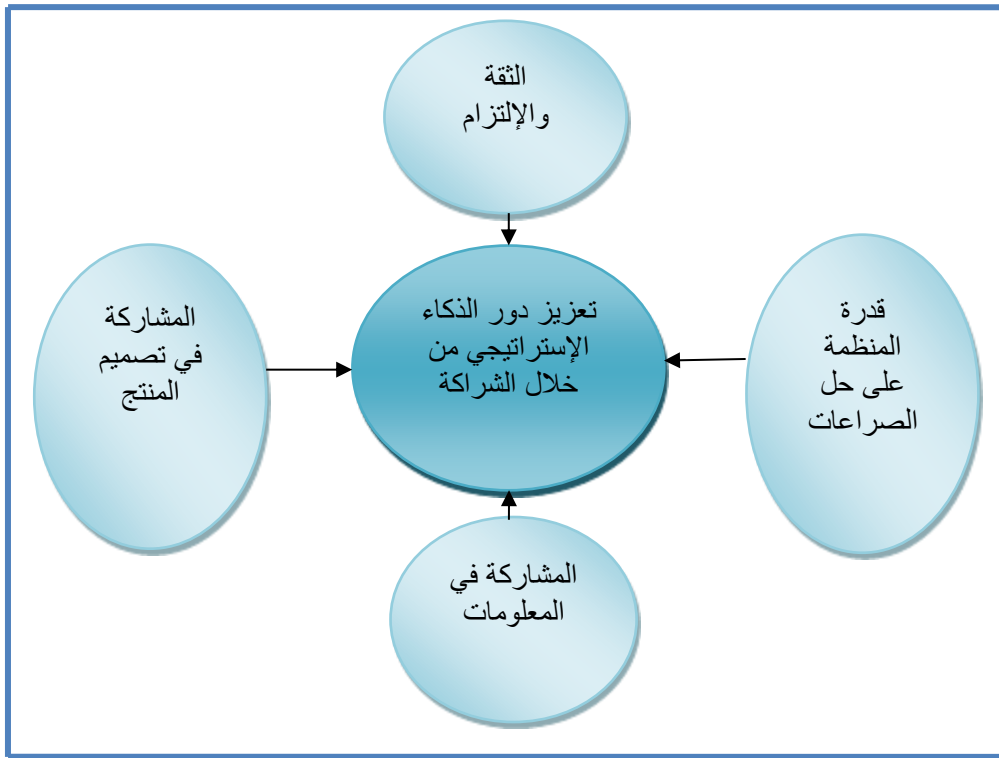 الثقة
والإلتزام
قدرة
المنظمة
على حل
الصراعات
تعزيز دور الذكاء
الإستراتيجي من
خلال الشراكة
المشاركة
في تصميم
المنتج
المشاركة في
المعلومات